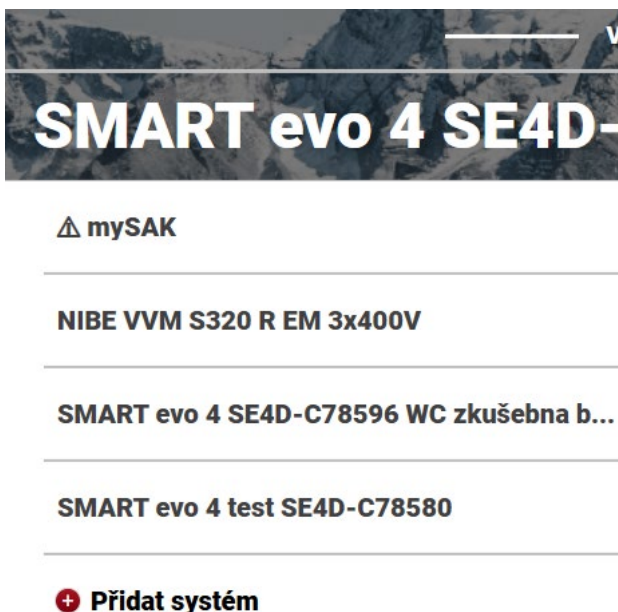 SMART evo 4 SE4D-
⚠ mySAK
NIBE VVM S320 R EM 3x400V
SMART evo 4 SE4D-C78596 WC zkušebna b...
SMART evo 4 test SE4D-C78580
Přidat systém